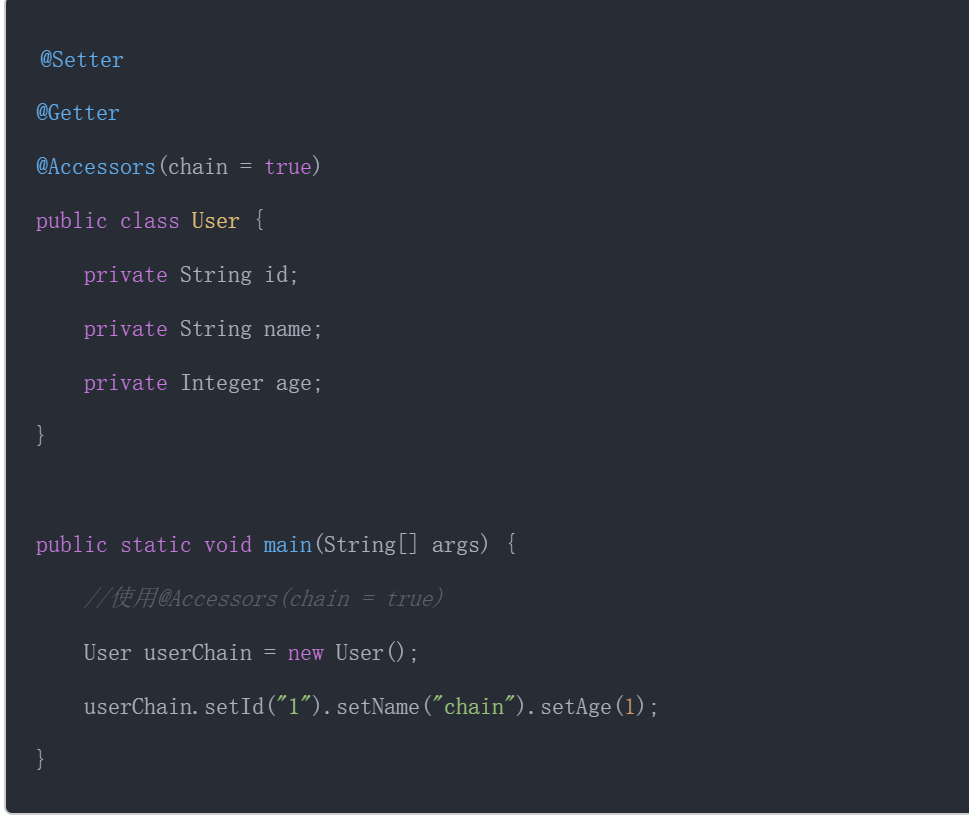 @Setter
@Getter
@Accessors(chain = true)
public class User {
    private String id;
    private String name;
    private Integer age;
}
public static void main(String[] args) {
    //使用@Accessors(chain = true)
    User userChain = new User();
    userChain.setId("1").setName("chain").setAge(1);
}